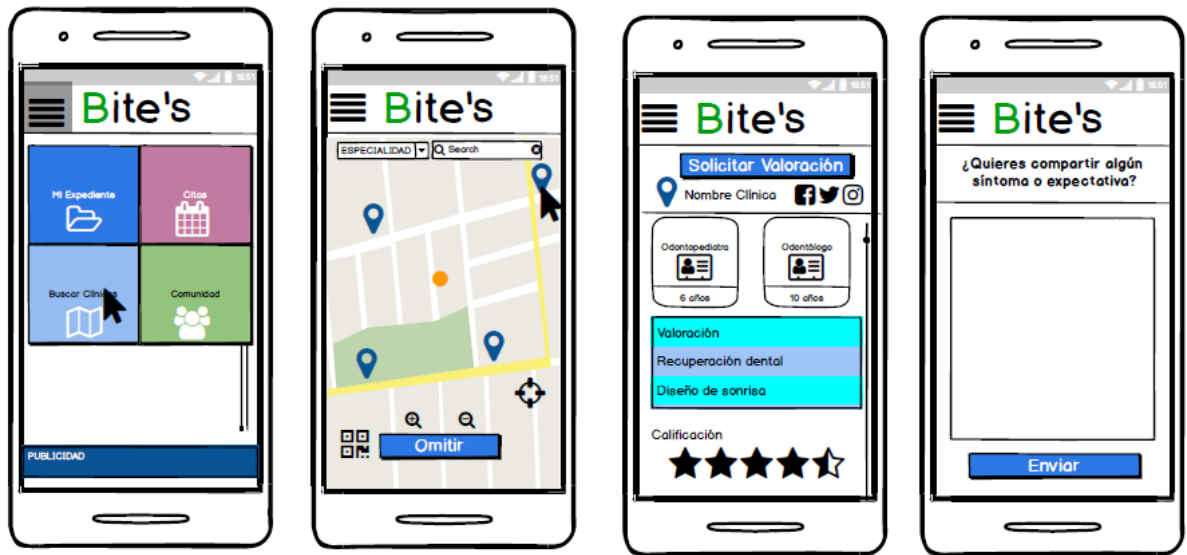 18:51
Bite's
Mi Expediente
Citas
Buscar Clínicas
Comunidad
PUBLICIDAD
18:51
Bite's
ESPECIALIDAD
Search
Omitir
18:51
Bite's
Solicitar Valoración
Nombre Clínica
Odontopediatra
6 años
Odontólogo
10 años
Valoración
Recuperación dental
Diseño de sonrisa
Calificación
18:51
Bite's
¿Quieres compartir algún
síntoma o expectativa?
Enviar